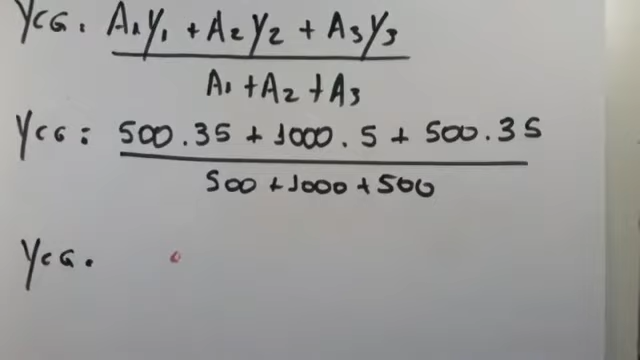 YCG: A1y1 + A2y2 + A3y3
A1 + A2 + A3
YCG: 500.35 + 1000.5 + 500.35
500 + 1000 + 500
YCG.